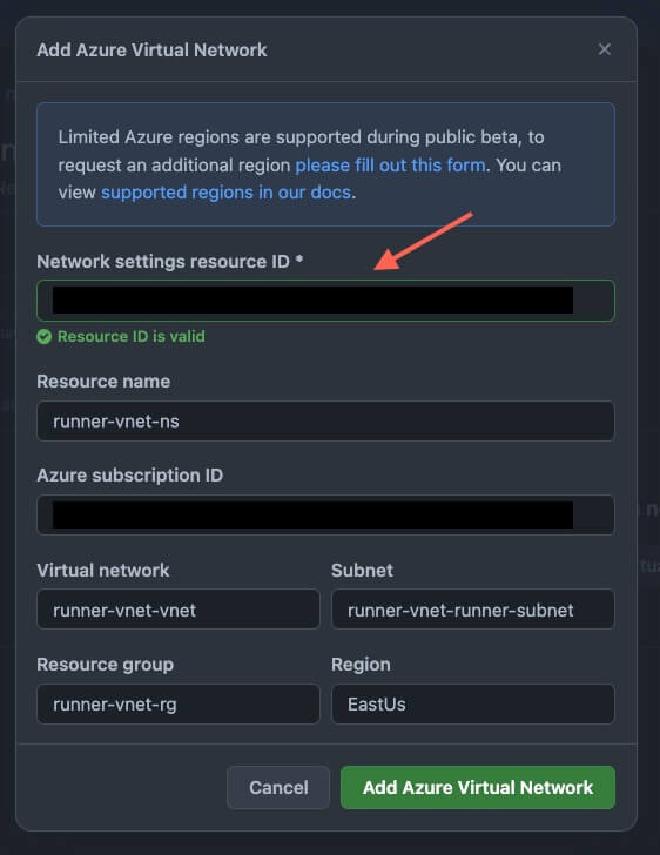 Add Azure Virtual Network
Limited Azure regions are supported during public beta, to
request an additional region please fill out this form. You can
view supported regions in our docs.
Network settings resource ID *
Resource ID is valid
Resource name
runner-vnet-ns
Azure subscription ID
Virtual network
Subnet
runner-vnet-vnet
runner-vnet-runner-subnet
Resource group
Region
runner-vnet-rg
EastUs
Cancel
Add Azure Virtual Network